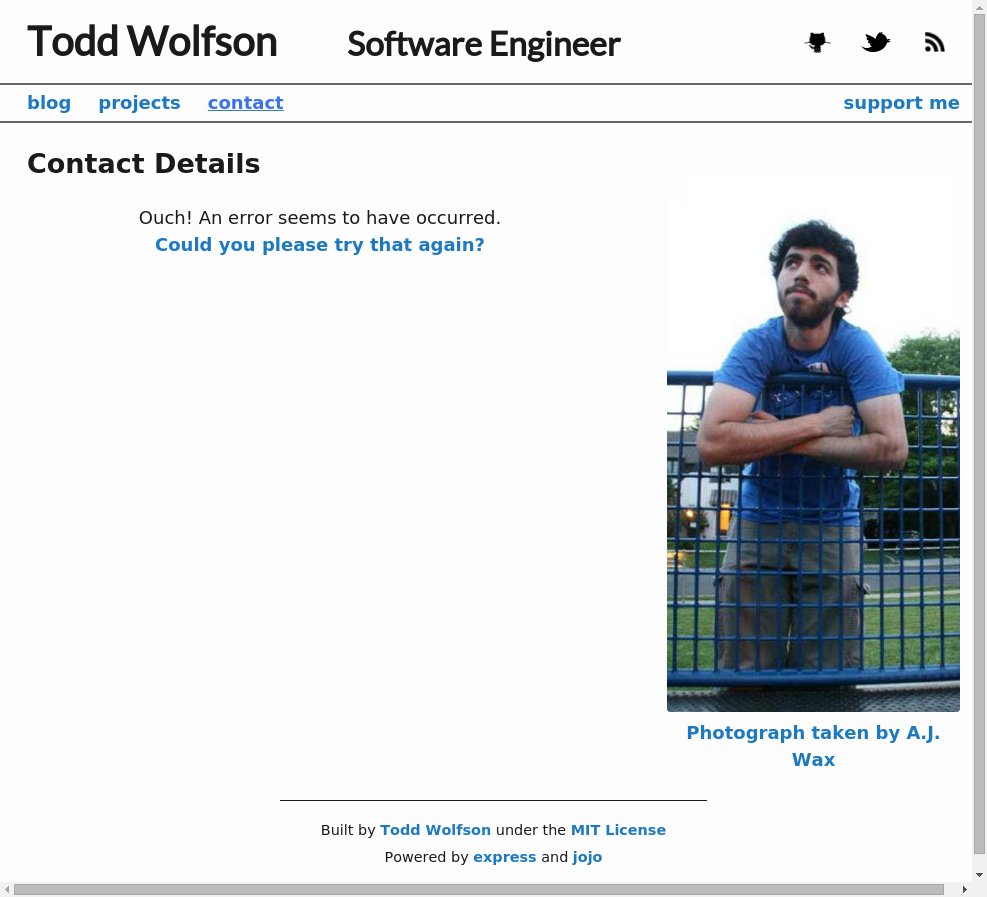 Todd Wolfson
Software Engineer
blog projects contact support me
Contact Details
Ouch! An error seems to have occurred.
Could you please try that again?
Photograph taken by A.J.
Wax
Built by Todd Wolfson under the MIT License
Powered by express and jojo